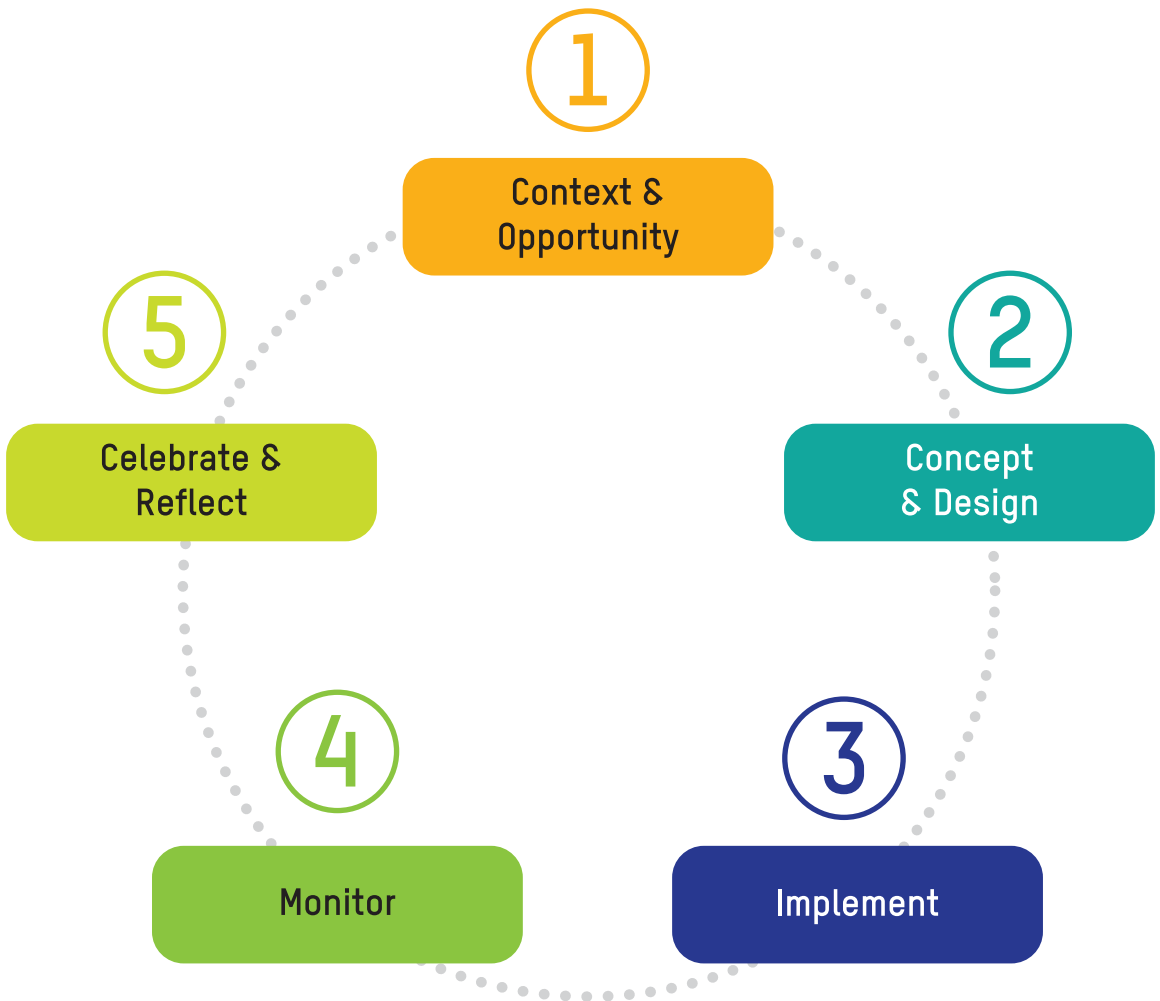 1
Context &
Opportunity
2
Concept
& Design
3
Implement
4
Monitor
5
Celebrate &
Reflect